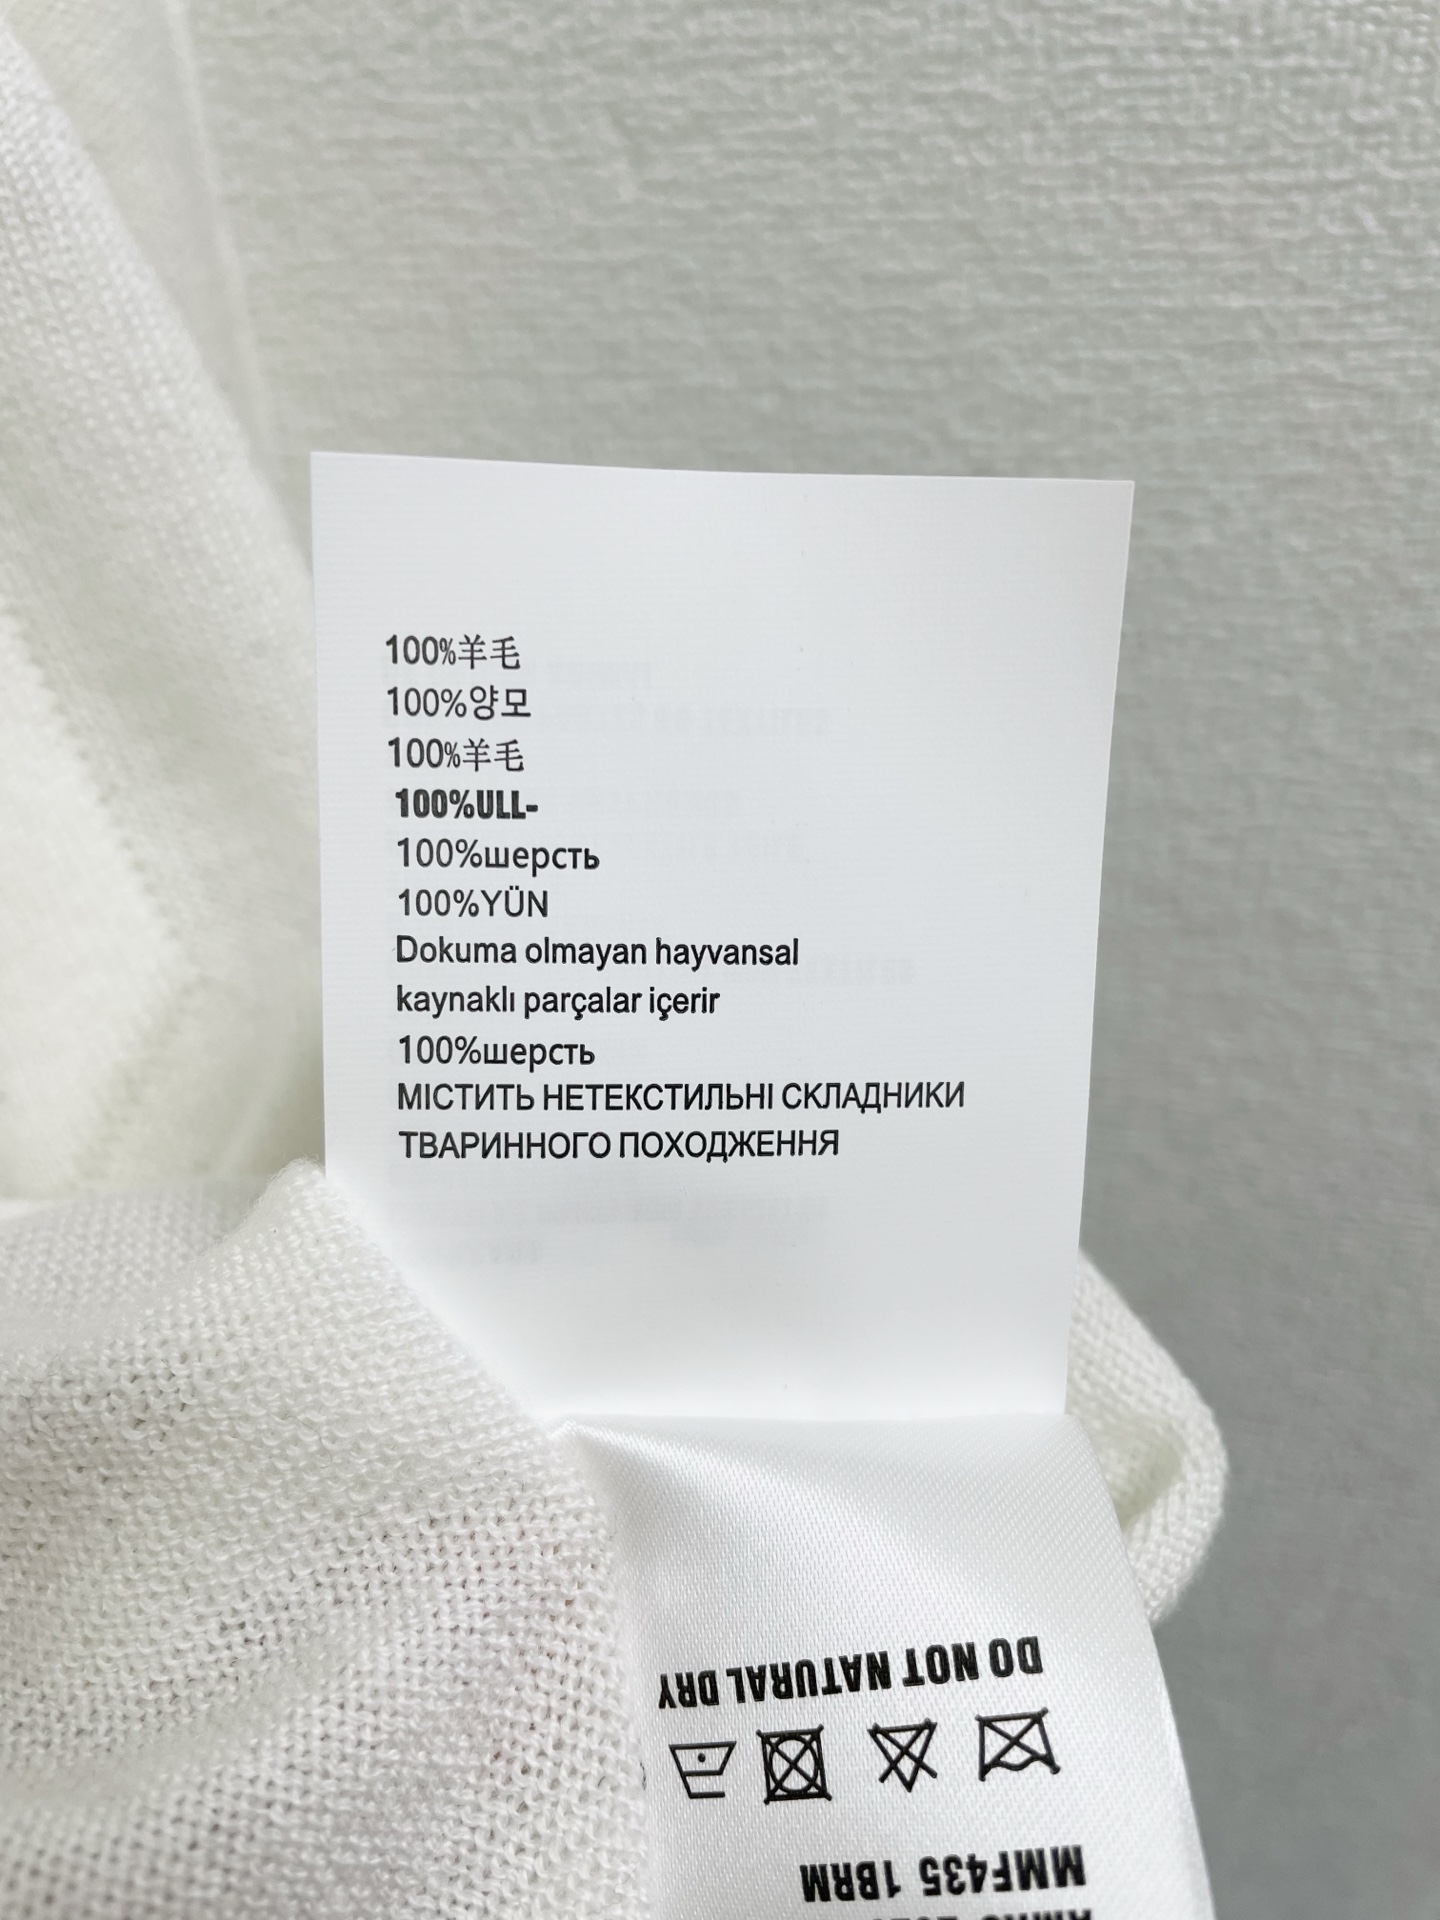 100%羊毛
100%양모
100%羊毛
100%ULL-
100%шерсть
100%YÜN
Dokuma olmayan hayvansal
kaynaklı parçalar içerir
100%шерсть
МІСТИТЬ НЕТЕКСТИЛЬНІ СКЛАДНИКИ
ТВАРИННОГО ПОХОДЖЕННЯ
DO NOT NATURAL DRY
MMF435 1BRM